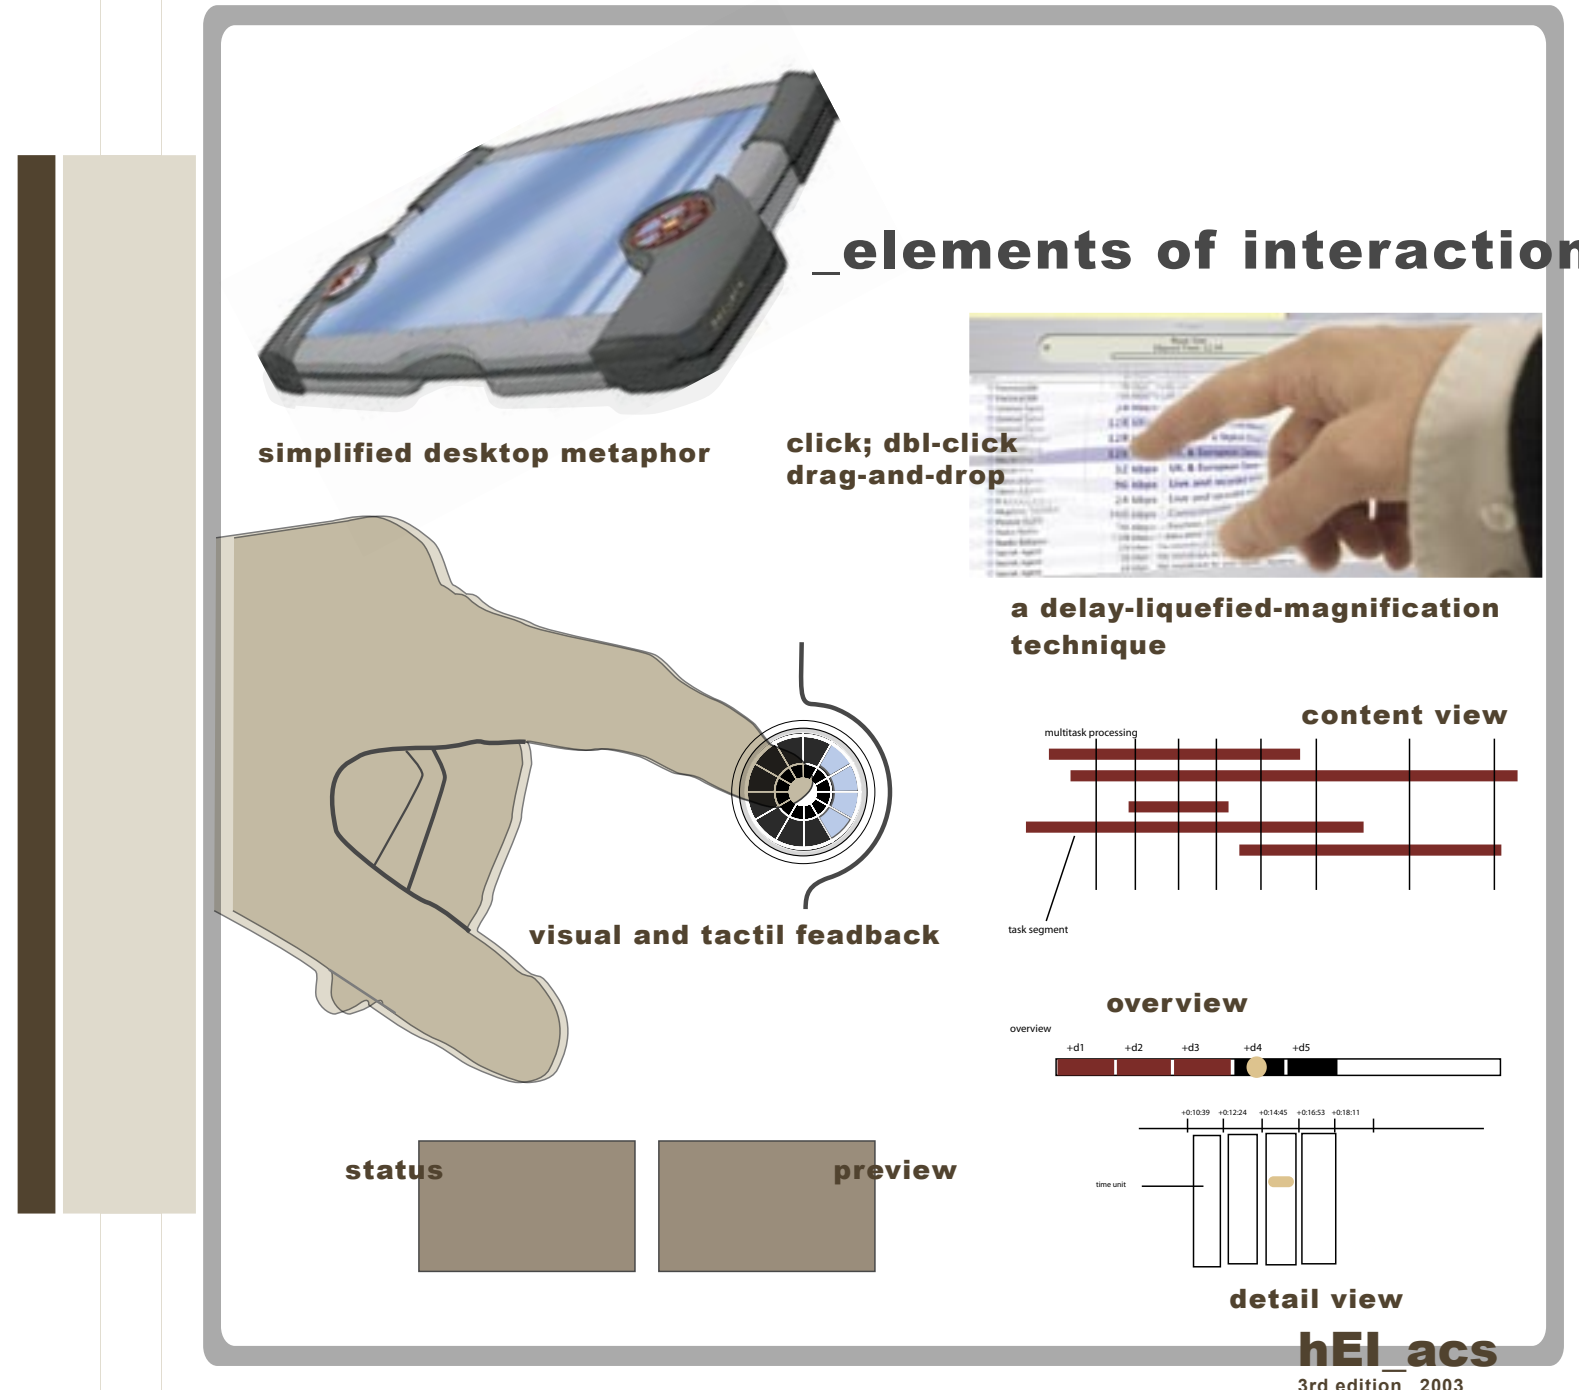 _elements of interaction
simplified desktop metaphor
click; dbl-click
drag-and-drop
a delay-liquefied-magnification
technique
content view
multitask processing
task segment
visual and tactil feadback
overview
overview
+d1 +d2 +d3 +d4 +d5
+0:10:39 +0:12:24 +0:14:45 +0:16:53 +0:18:11
time unit
status
preview
detail view
hEI_acs
3rd edition_ 2003